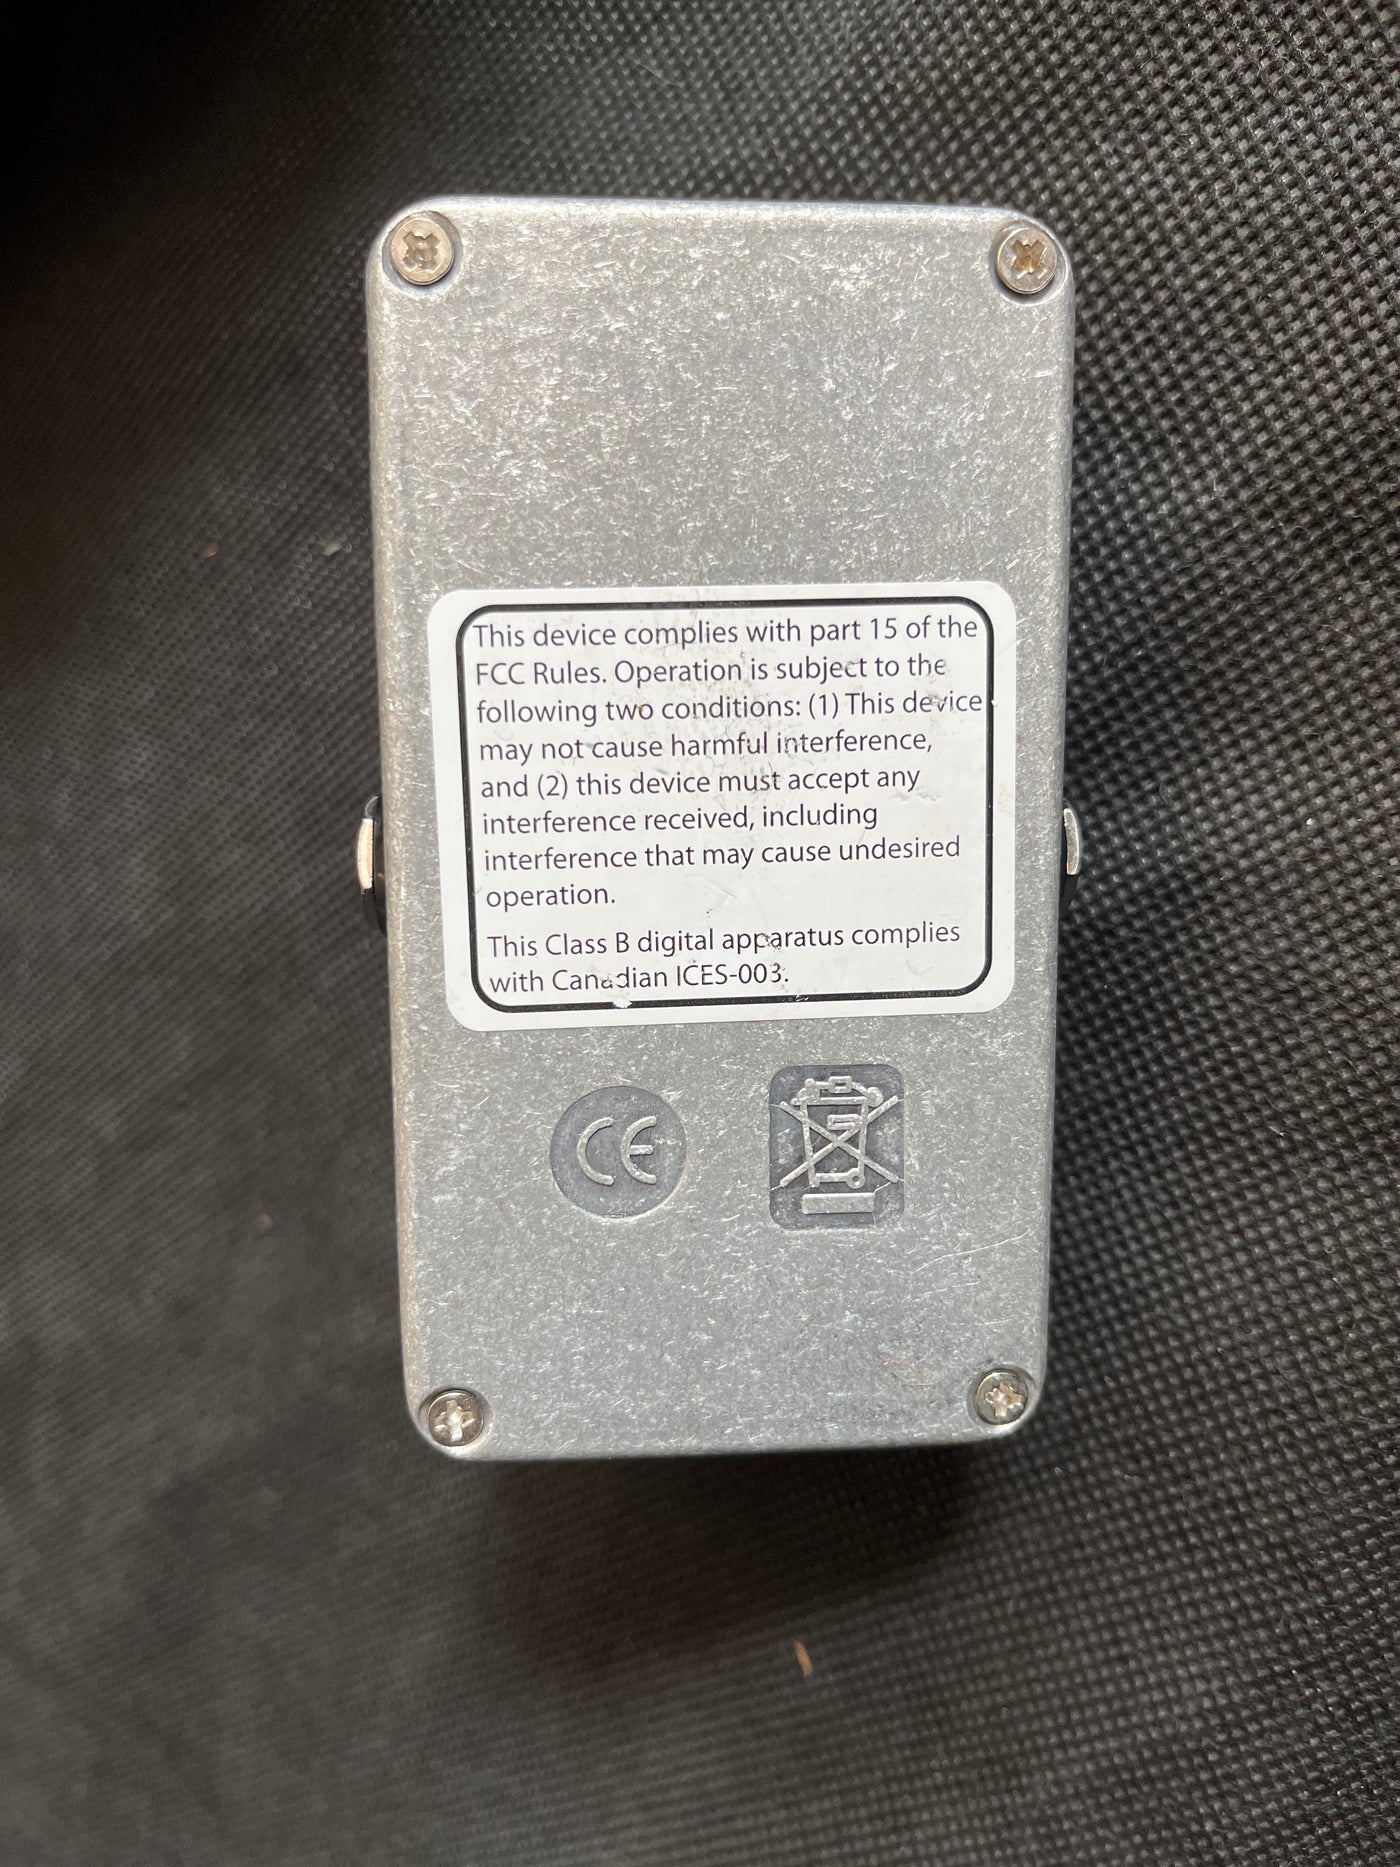 This device complies with part 15 of the
FCC Rules. Operation is subject to the
following two conditions: (1) This device
may not cause harmful interference,
and (2) this device must accept any
interference received, including
interference that may cause undesired
operation.
This Class B digital apparatus complies
with Canadian ICES-003.
CE